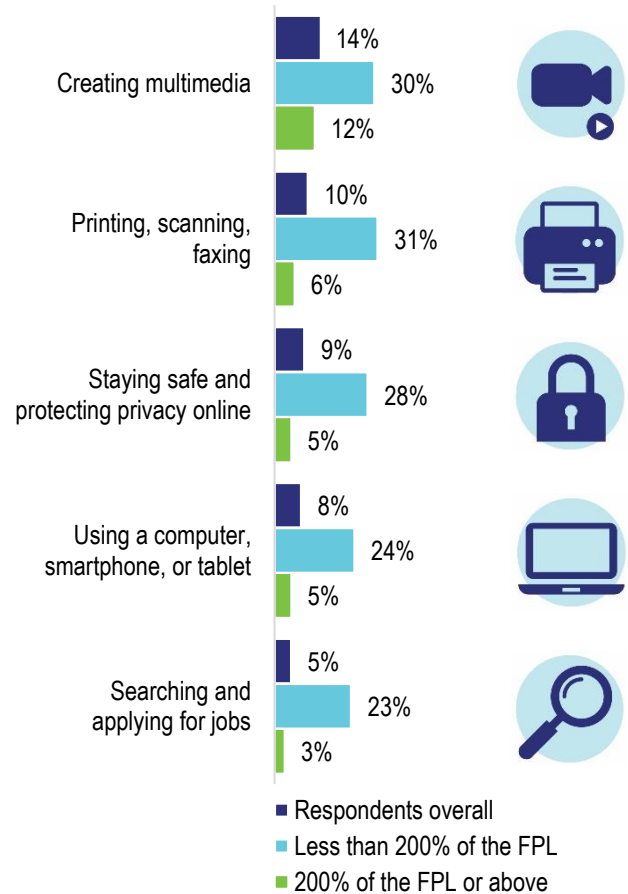 14%
Creating multimedia 30%
12%
10%
Printing, scanning,
faxing
31%
6%
9%
Staying safe and
protecting privacy online
28%
5%
8%
Using a computer,
smartphone, or tablet
24%
5%
5%
Searching and
applying for jobs
23%
3%
Respondents overall
Less than 200% of the FPL
200% of the FPL or above